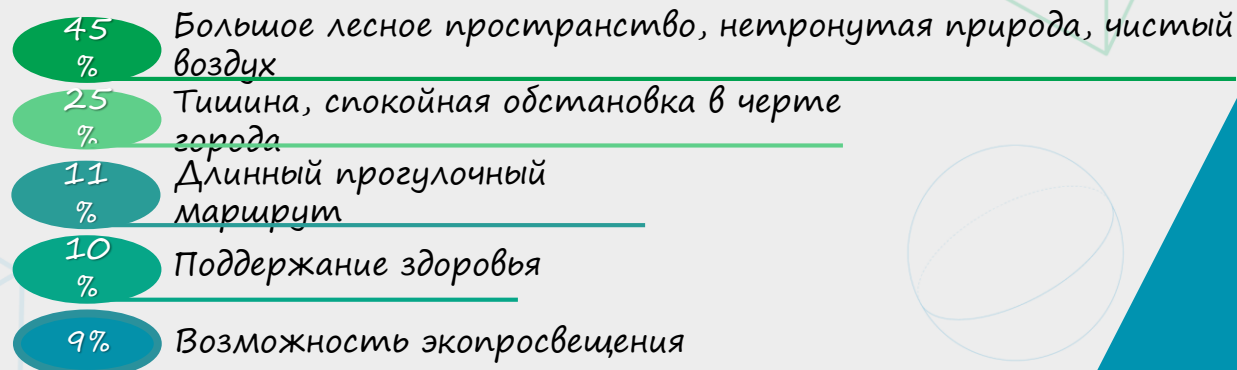 45
%
Большое лесное пространство, нетронутая природа, чистый
воздух
25
%
Тишина, спокойная обстановка в черте
города
11
%
Длинный прогулочный
маршрут
10
%
Поддержание здоровья
9%
Возможность экопросвещения